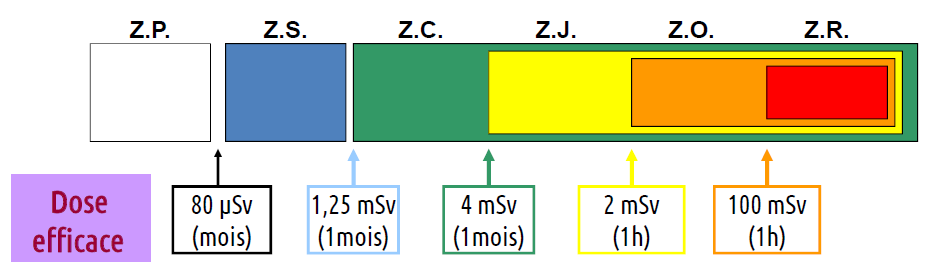 Z.P. Z.S. Z.C. Z.J. Z.O. Z.R.
Dose
efficace
80 µSv
(mois)
1,25 mSv
(1mois)
4 mSv
(1mois)
2 mSv
(1h)
100 mSv
(1h)